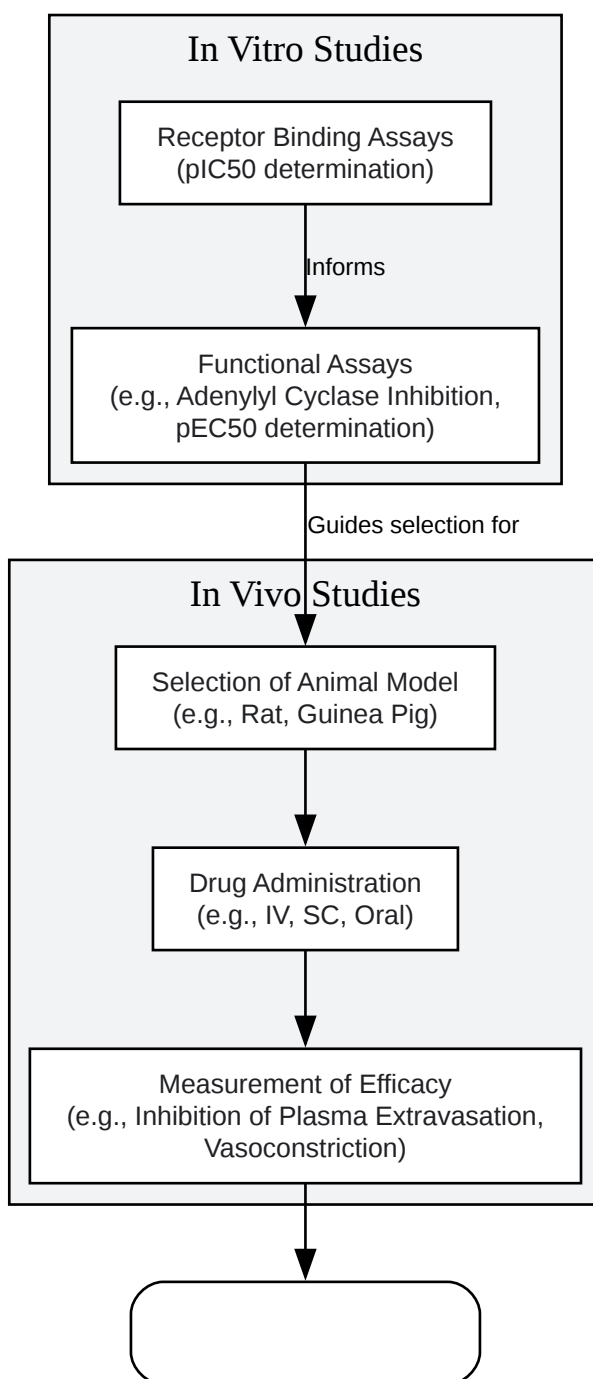 In Vitro Studies
Receptor Binding Assays
(pIC50 determination)
Informs
Functional Assays
(e.g., Adenylyl Cyclase Inhibition,
pEC50 determination)
Guides selection for
In Vivo Studies
Selection of Animal Model
(e.g., Rat, Guinea Pig)
Drug Administration
(e.g., IV, SC, Oral)
Measurement of Efficacy
(e.g., Inhibition of Plasma Extravasation,
Vasoconstriction)